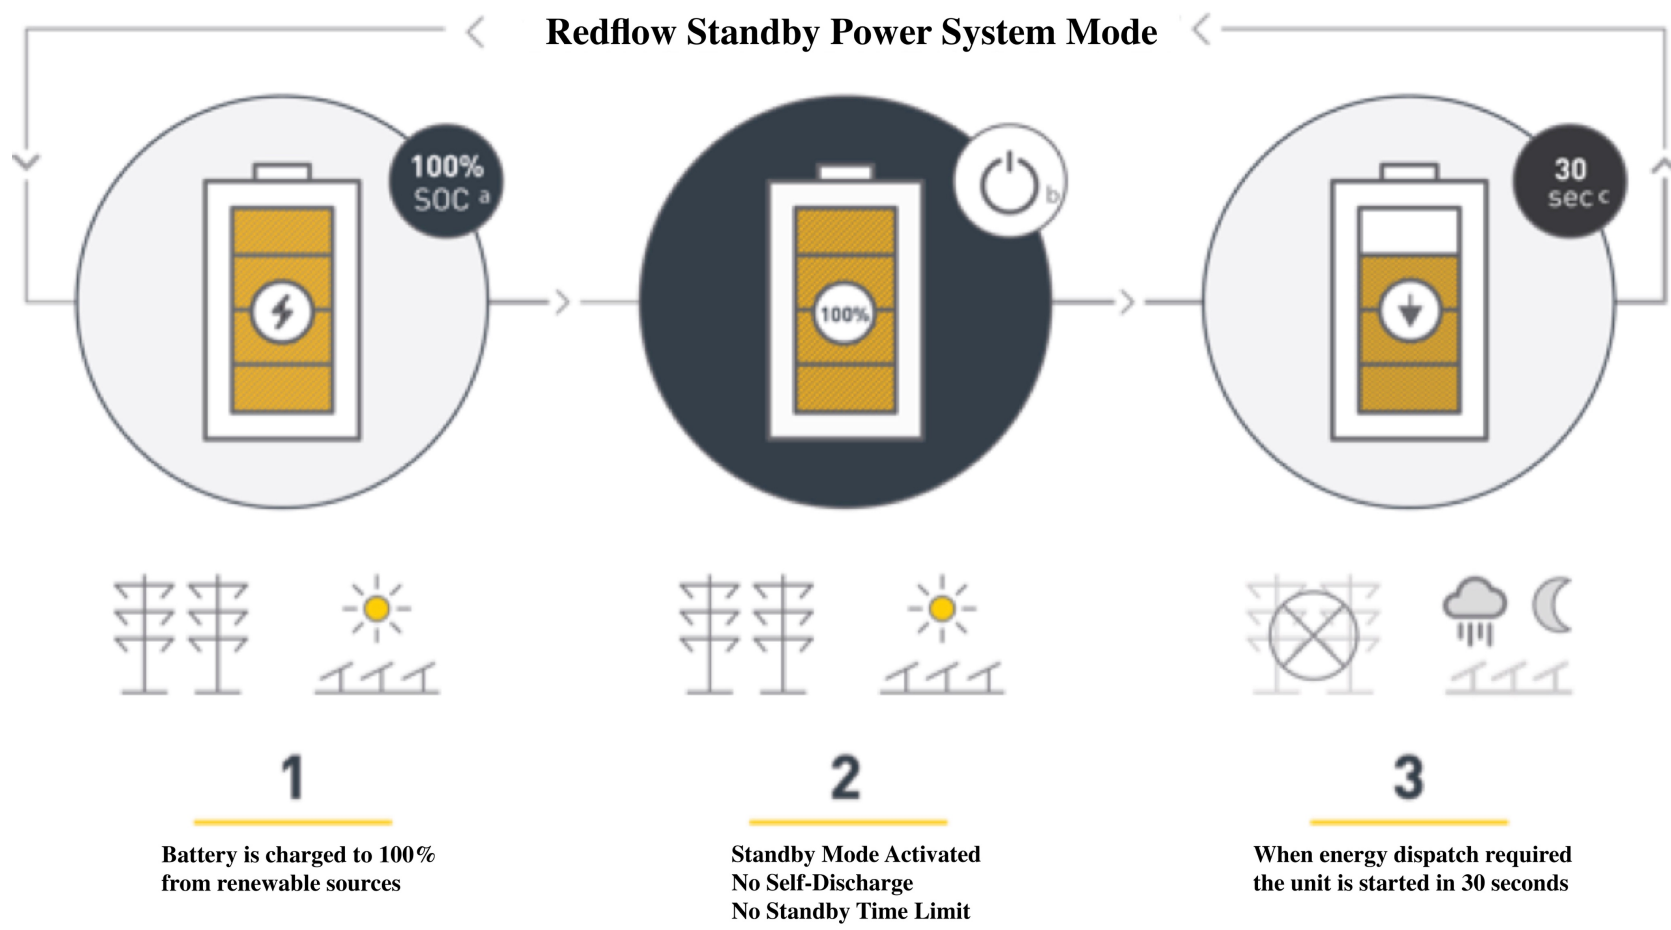 Redflow Standby Power System Mode
100%
SOC a
b
100%
30
sec c
1
Battery is charged to 100%
from renewable sources
2
Standby Mode Activated
No Self-Discharge
No Standby Time Limit
3
When energy dispatch required
the unit is started in 30 seconds